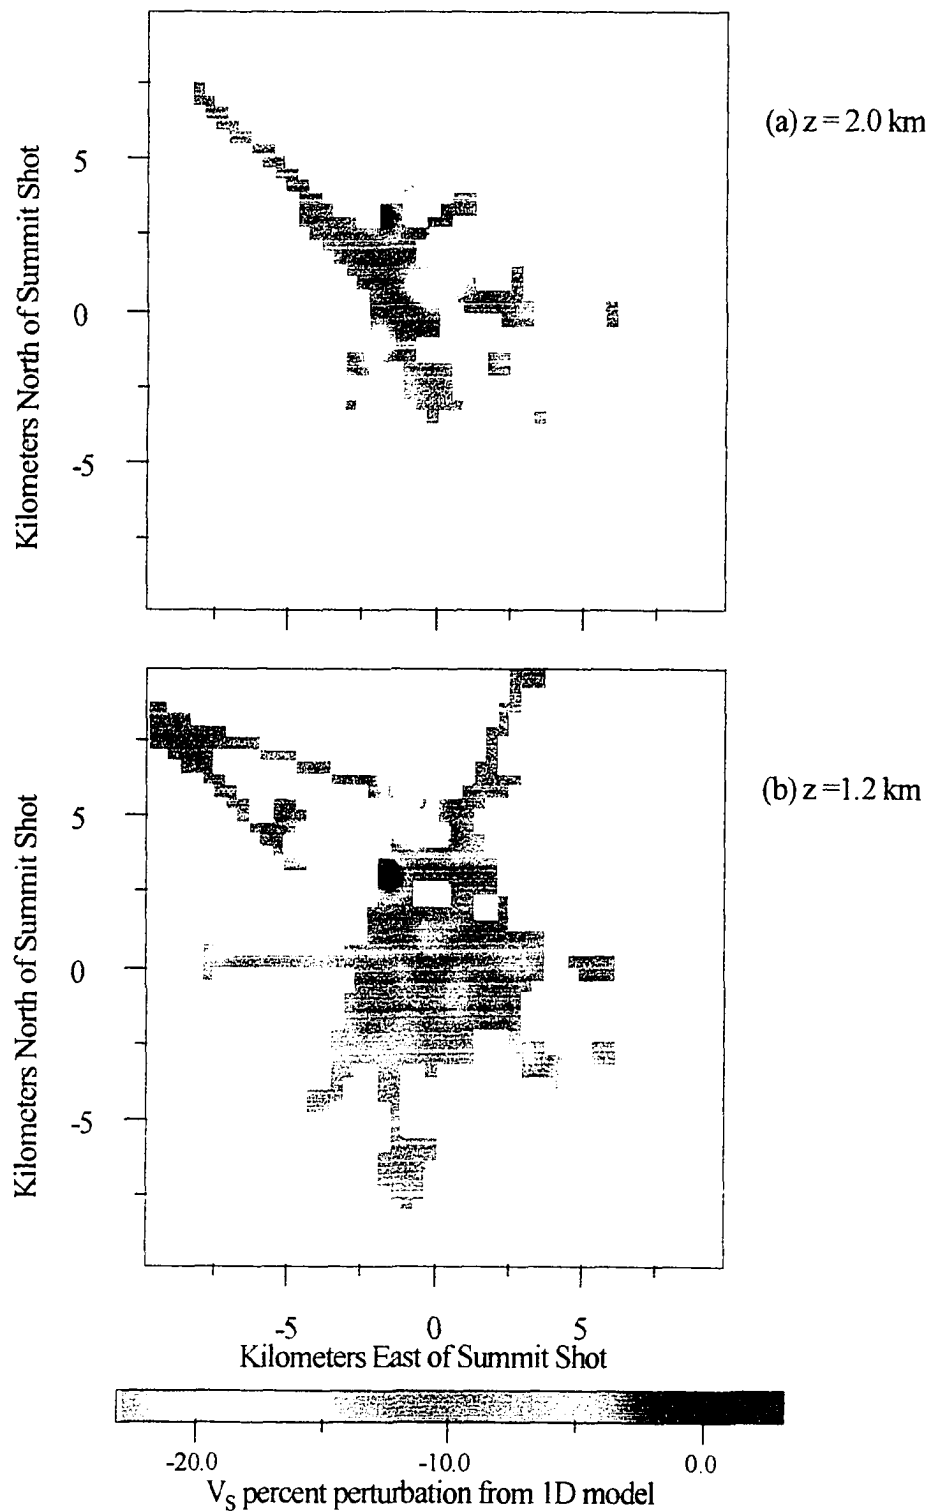 (a) z = 2.0 km
Kilometers North of Summit Shot
5
0
-5
(b) z =1.2 km
Kilometers North of Summit Shot
5
0
-5
-5 0 5
Kilometers East of Summit Shot
-20.0 -10.0 0.0
VS percent perturbation from 1D model